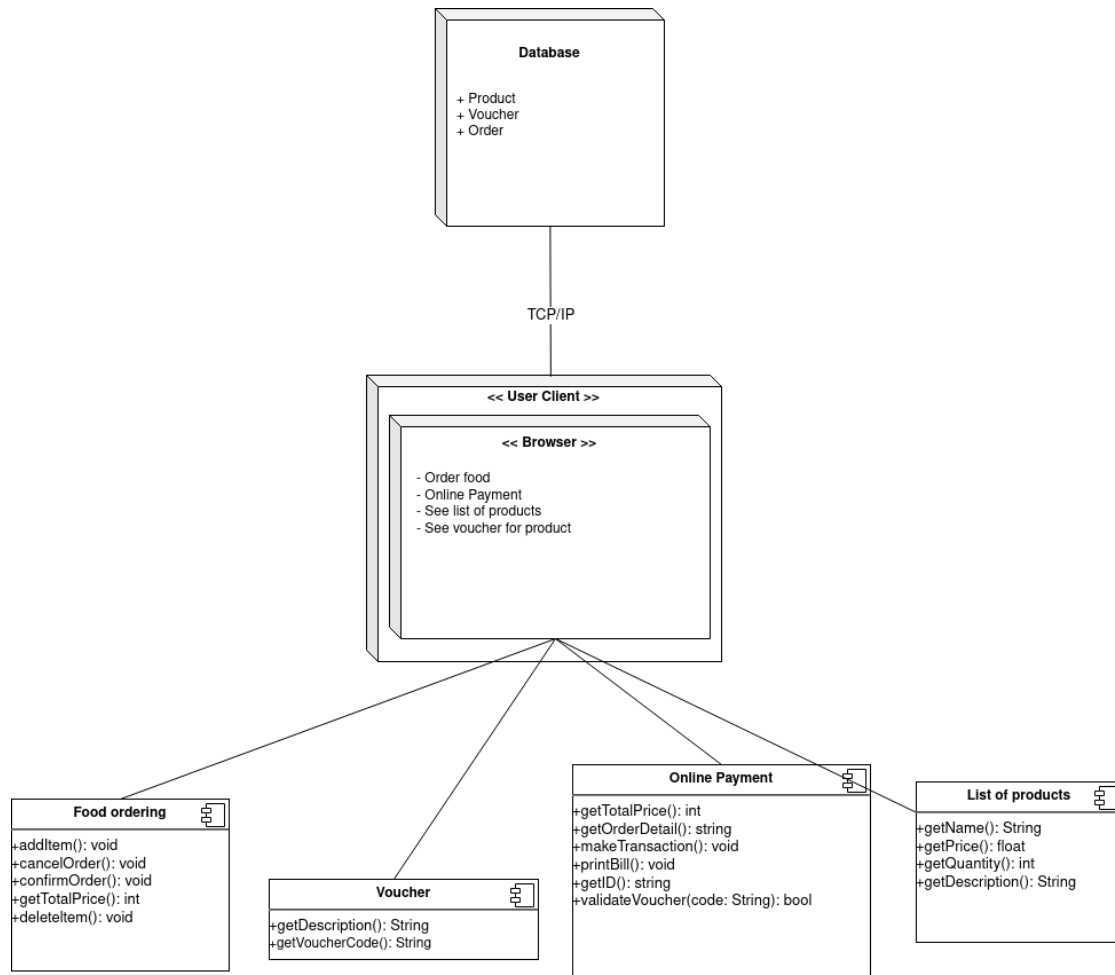 Database
+ Product
+ Voucher
+ Order
TCP/IP
<< User Client >>
<< Browser >>
- Order food
- Online Payment
- See list of products
- See voucher for product
Food ordering
+addItem(): void
+cancelOrder(): void
+confirmOrder(): void
+getTotalPrice(): int
+deleteItem(): void
Voucher
+getDescription(): String
+getVoucherCode(): String
Online Payment
+getTotalPrice(): int
+getOrderDetail(): string
+makeTransaction(): void
+printBill(): void
+getID(): string
+validateVoucher(code: String): bool
List of products
+getName(): String
+getPrice(): float
+getQuantity(): int
+getDescription(): String